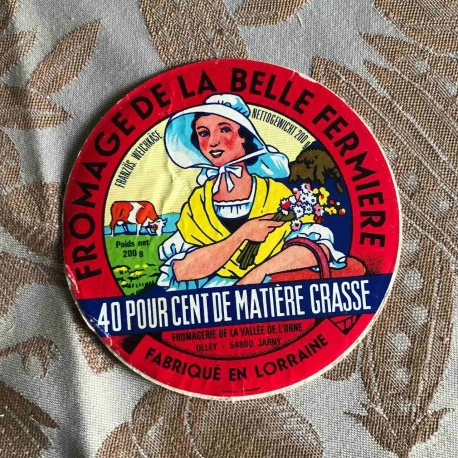 FROMAGE DE LA BELLE FERMIERE
FRANZÖS. WEICHKÄSE
NETTOGEWICHT 200 g
Poids net
200 g
40 POUR CENT DE MATIÈRE GRASSE
FROMAGERIE DE LA VALLÉE DE L'ORNE
OLLEY - 54800 JARNY
FABRIQUÉ EN LORRAINE